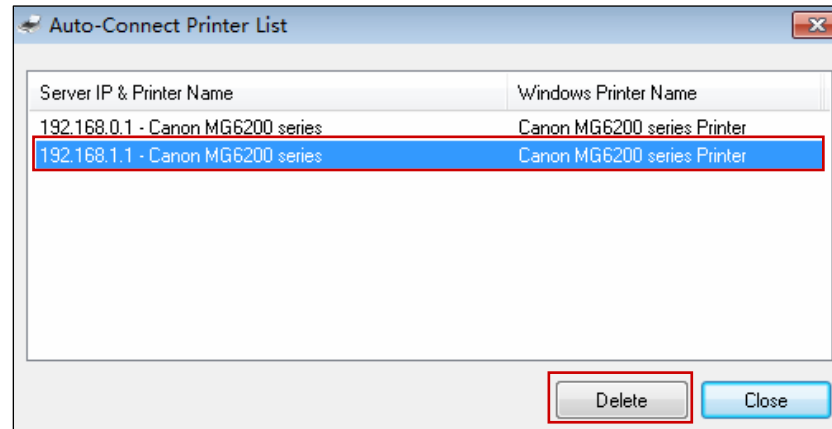 Auto-Connect Printer List
Server IP & Printer Name Windows Printer Name
192.168.0.1 - Canon MG6200 series Canon MG6200 series Printer
192.168.1.1 - Canon MG6200 series Canon MG6200 series Printer
Delete Close